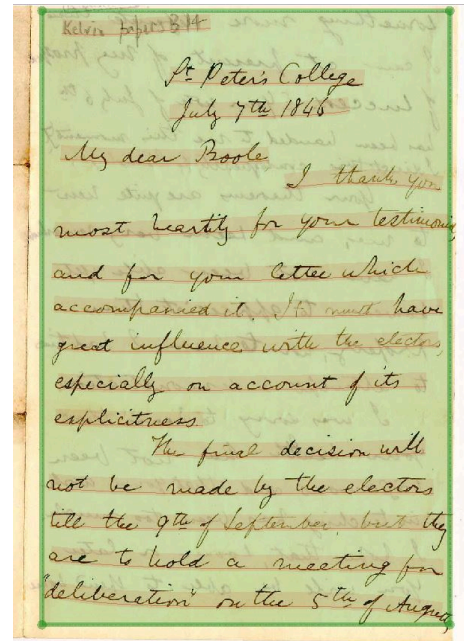 Kelvin papers B 14
St. Peter's College
July 7th 1846
My dear Boole
I thank you
most heartily for your testimonial,
and for your letter which
accompanied it. It must have
great influence with the electors,
especially on account of its
explicitness.
The final decision will
not be made by the electors
till the 9th of September, but they
are to hold a meeting for
"deliberation" on the 5th of August,